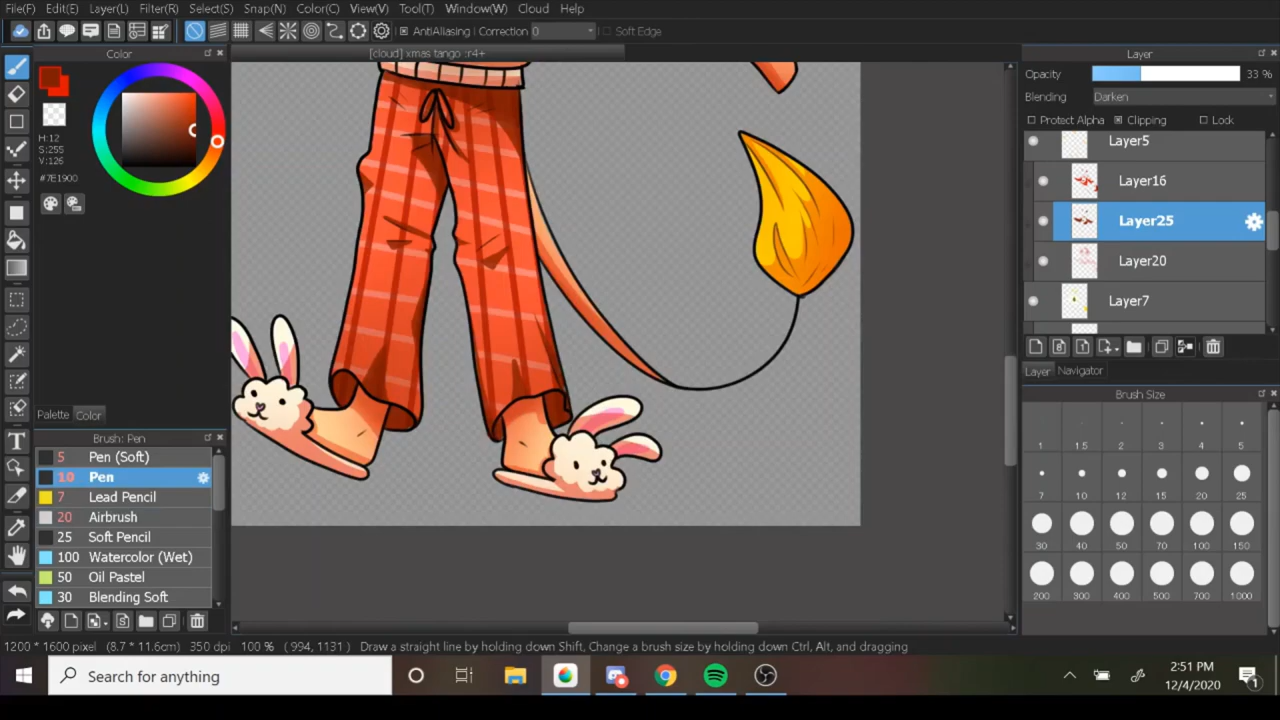 File(F) Edit(E) Layer(L) Filter(R) Select(S) Snap(N) Color(C) View(V) Tool(T) Window(W) Cloud Help
AntiAliasing Correction 0 Soft Edge
Color
[cloud] xmas tango :r4+
Layer
H:12
S:255
V:126
#7E1900
Palette Color
Brush: Pen
5 Pen (Soft)
10 Pen
7 Lead Pencil
20 Airbrush
25 Soft Pencil
100 Watercolor (Wet)
50 Oil Pastel
30 Blending Soft
Opacity 33 %
Blending Darken
Protect Alpha Clipping Lock
Layer5
Layer16
Layer25
Layer20
Layer7
Layer Navigator
Brush Size
1 1.5 2 3 4 5
7 10 12 15 20 25
30 40 50 70 100 150
200 300 400 500 700 1000
1200 * 1600 pixel (8.7 * 11.6cm) 350 dpi 100 % ( 994, 1131 ) Draw a straight line by holding down Shift, Change a brush size by holding down Ctrl, Alt, and dragging
Search for anything
2:51 PM
12/4/2020
1